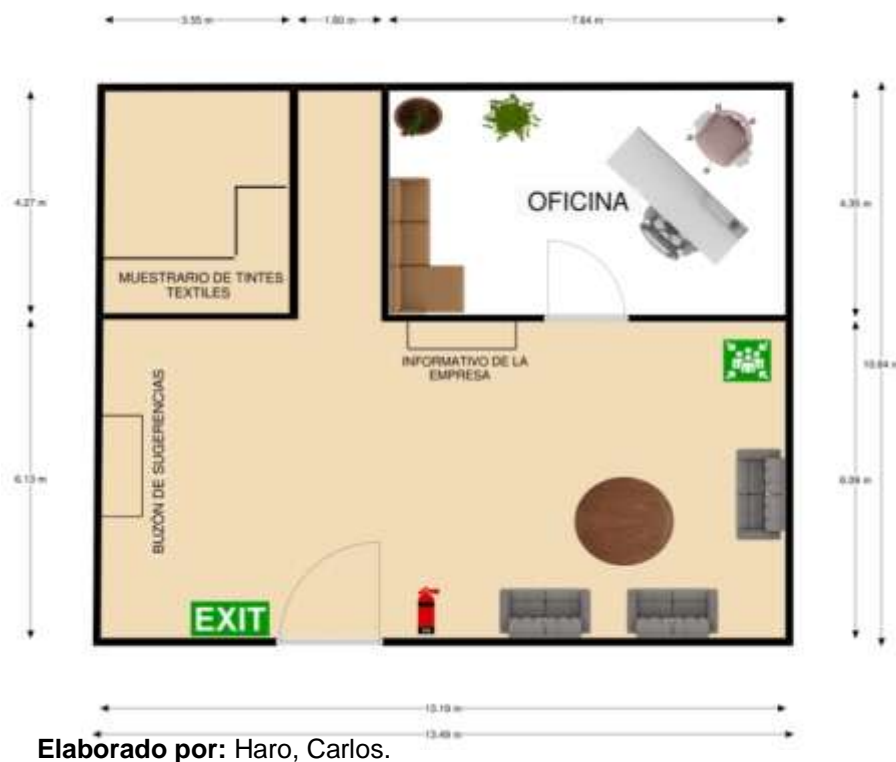 3.55 m
1.60 m
7.64 m
4.27 m
4.35 m
OFICINA
MUESTRARIO DE TINTES
TEXTILES
INFORMATIVO DE LA
EMPRESA
10.64 m
BUZÓN DE SUGERENCIAS
6.13 m
6.09 m
EXIT
13.19 m
13.49 m
Elaborado por: Haro, Carlos.